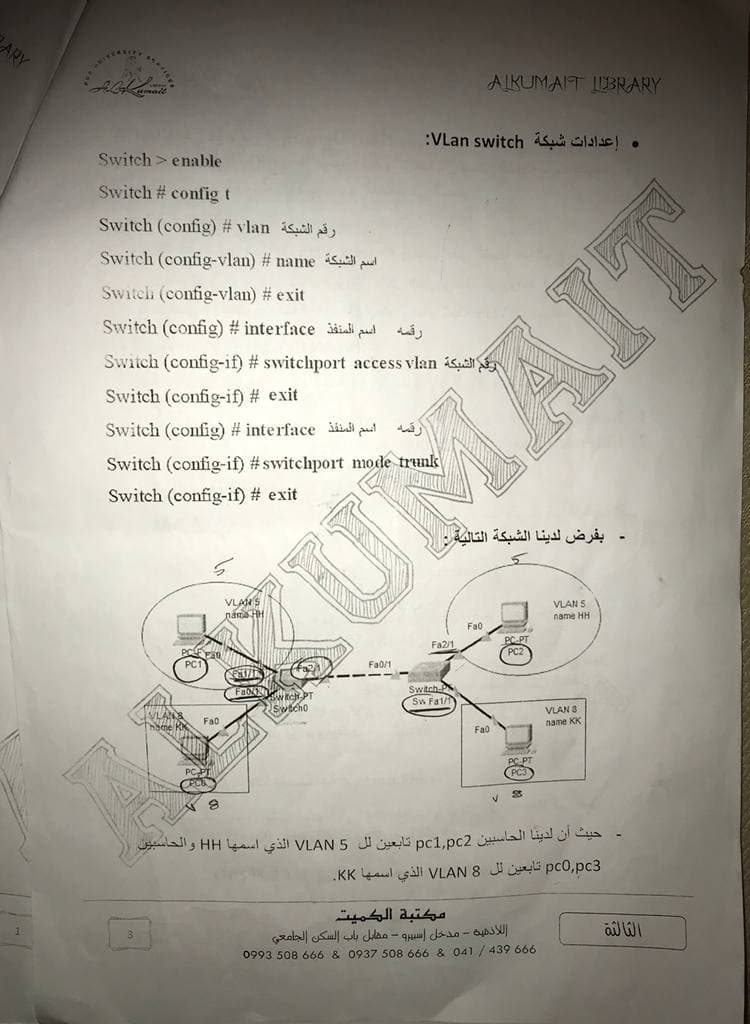 ALKUMAIT LIBRARY
• إعدادات شبكة VLan switch:
Switch > enable
Switch # config t
Switch (config) # vlan رقم الشبكة
Switch (config-vlan) # name اسم الشبكة
Switch (config-vlan) # exit
Switch (config) # interface اسم المنفذ رقمه
Switch (config-if) # switchport access vlan رقم الشبكة
Switch (config-if) # exit
Switch (config) # interface اسم المنفذ رقمه
Switch (config-if) # switchport mode trunk
Switch (config-if) # exit
ALKUMAIT
- بفرض لدينا الشبكة التالية :
5
5
VLAN 5
name HH
VLAN 5
name HH
Fa0
PC-PT
PC2
Fa0
PC1
Fa1/1
Fa2/1
Fa0/1
Fa2/1
Fa0/1
Switch-PT
Switch0
Switch-PT
Sw Fa1/1
VLAN 8
name KK
Fa0
PC-PT
PC0
VLAN 8
name KK
Fa0
PC-PT
PC3
v 8
v 8
- حيث أن لدينا الحاسبين pc1,pc2 تابعين لل VLAN 5 الذي اسمها HH والحاسبين
pc0,pc3 تابعين لل VLAN 8 الذي اسمها KK.
الثالثة
مكتبة الكميت
اللاذقية – مدخل إسبيرو – مقابل باب السكن الجامعي
0993 508 666 & 0937 508 666 & 041 / 439 666
3
1